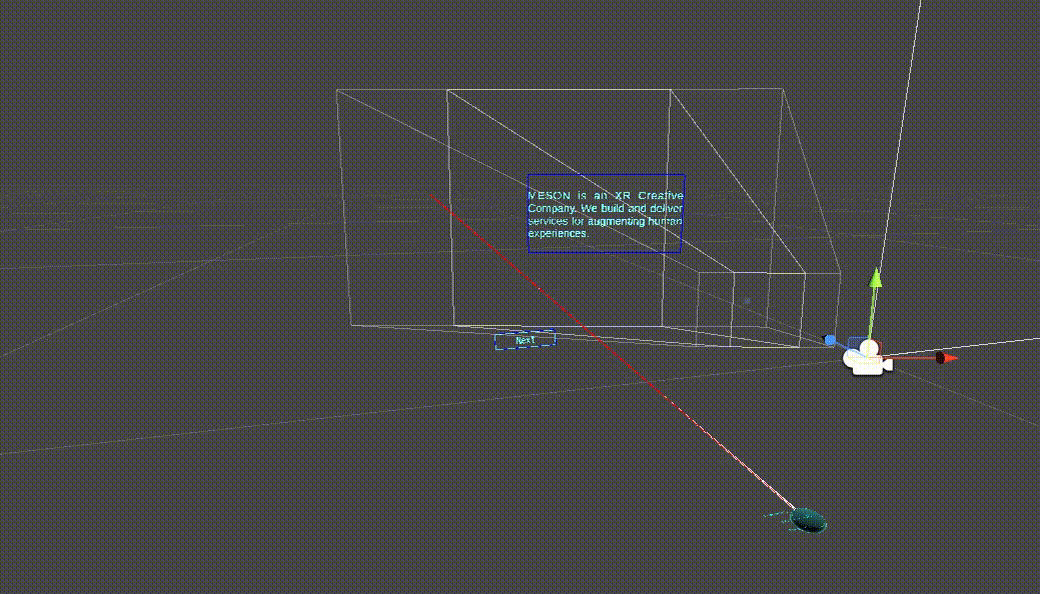 MESON is an XR Creative
Company. We build and deliver
services for augmenting human
experiences.
Next